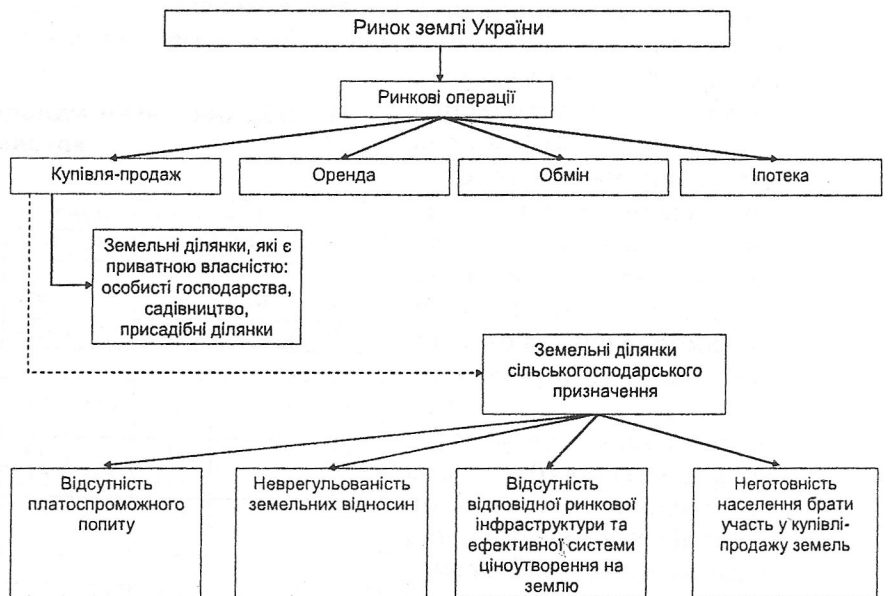 Ринок землі України
Ринкові операції
Купівля-продаж
Оренда
Обмін
Іпотека
Земельні ділянки, які є
приватною власністю:
особисті господарства,
садівництво,
присадібні ділянки
Земельні ділянки
сільськогосподарського
призначення
Відсутність
платоспроможного
попиту
Неврегульованість
земельних відносин
Відсутність
відповідної ринкової
інфраструктури та
ефективної системи
ціноутворення на
землю
Неготовність
населення брати
участь у купівлі-
продажу земель